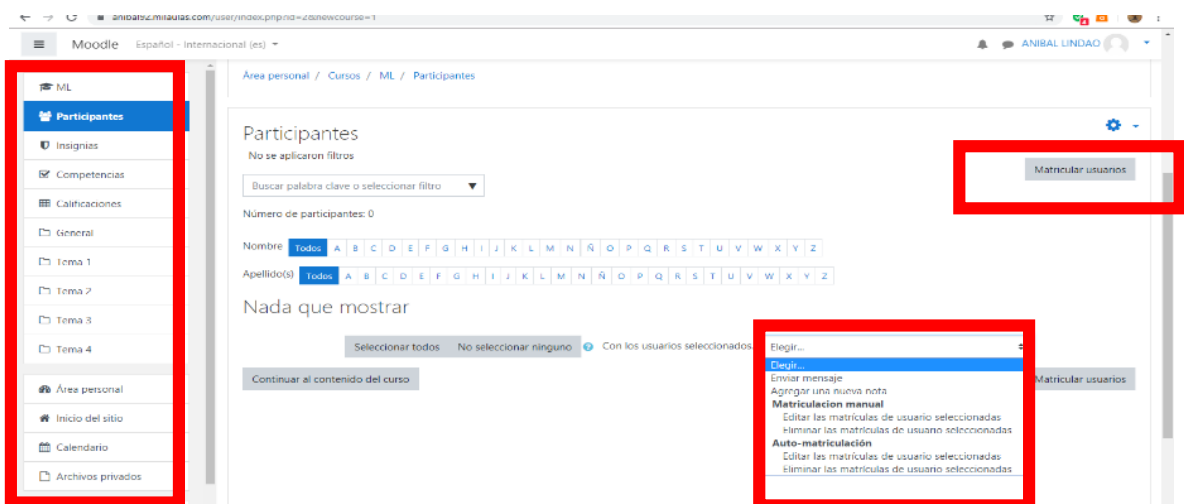 anibal92.milaulas.com/user/index.php?id=2&newcourse=1
Moodle Español - Internacional (es)
ANIBAL LINDAO
ML
Participantes
Insignias
Competencias
Calificaciones
General
Tema 1
Tema 2
Tema 3
Tema 4
Área personal
Inicio del sitio
Calendario
Archivos privados
Área personal / Cursos / ML / Participantes
Participantes
No se aplicaron filtros
Matricular usuarios
Buscar palabra clave o seleccionar filtro
Número de participantes: 0
Nombre Todos A B C D E F G H I J K L M N Ñ O P Q R S T U V W X Y Z
Apellido(s) Todos A B C D E F G H I J K L M N Ñ O P Q R S T U V W X Y Z
Nada que mostrar
Seleccionar todos No seleccionar ninguno Con los usuarios seleccionados. Elegir...
Elegir...
Enviar mensaje
Agregar una nueva nota
Matriculacion manual
Editar las matrículas de usuario seleccionadas
Eliminar las matrículas de usuario seleccionadas
Auto-matriculación
Editar las matrículas de usuario seleccionadas
Eliminar las matrículas de usuario seleccionadas
Continuar al contenido del curso
Matricular usuarios